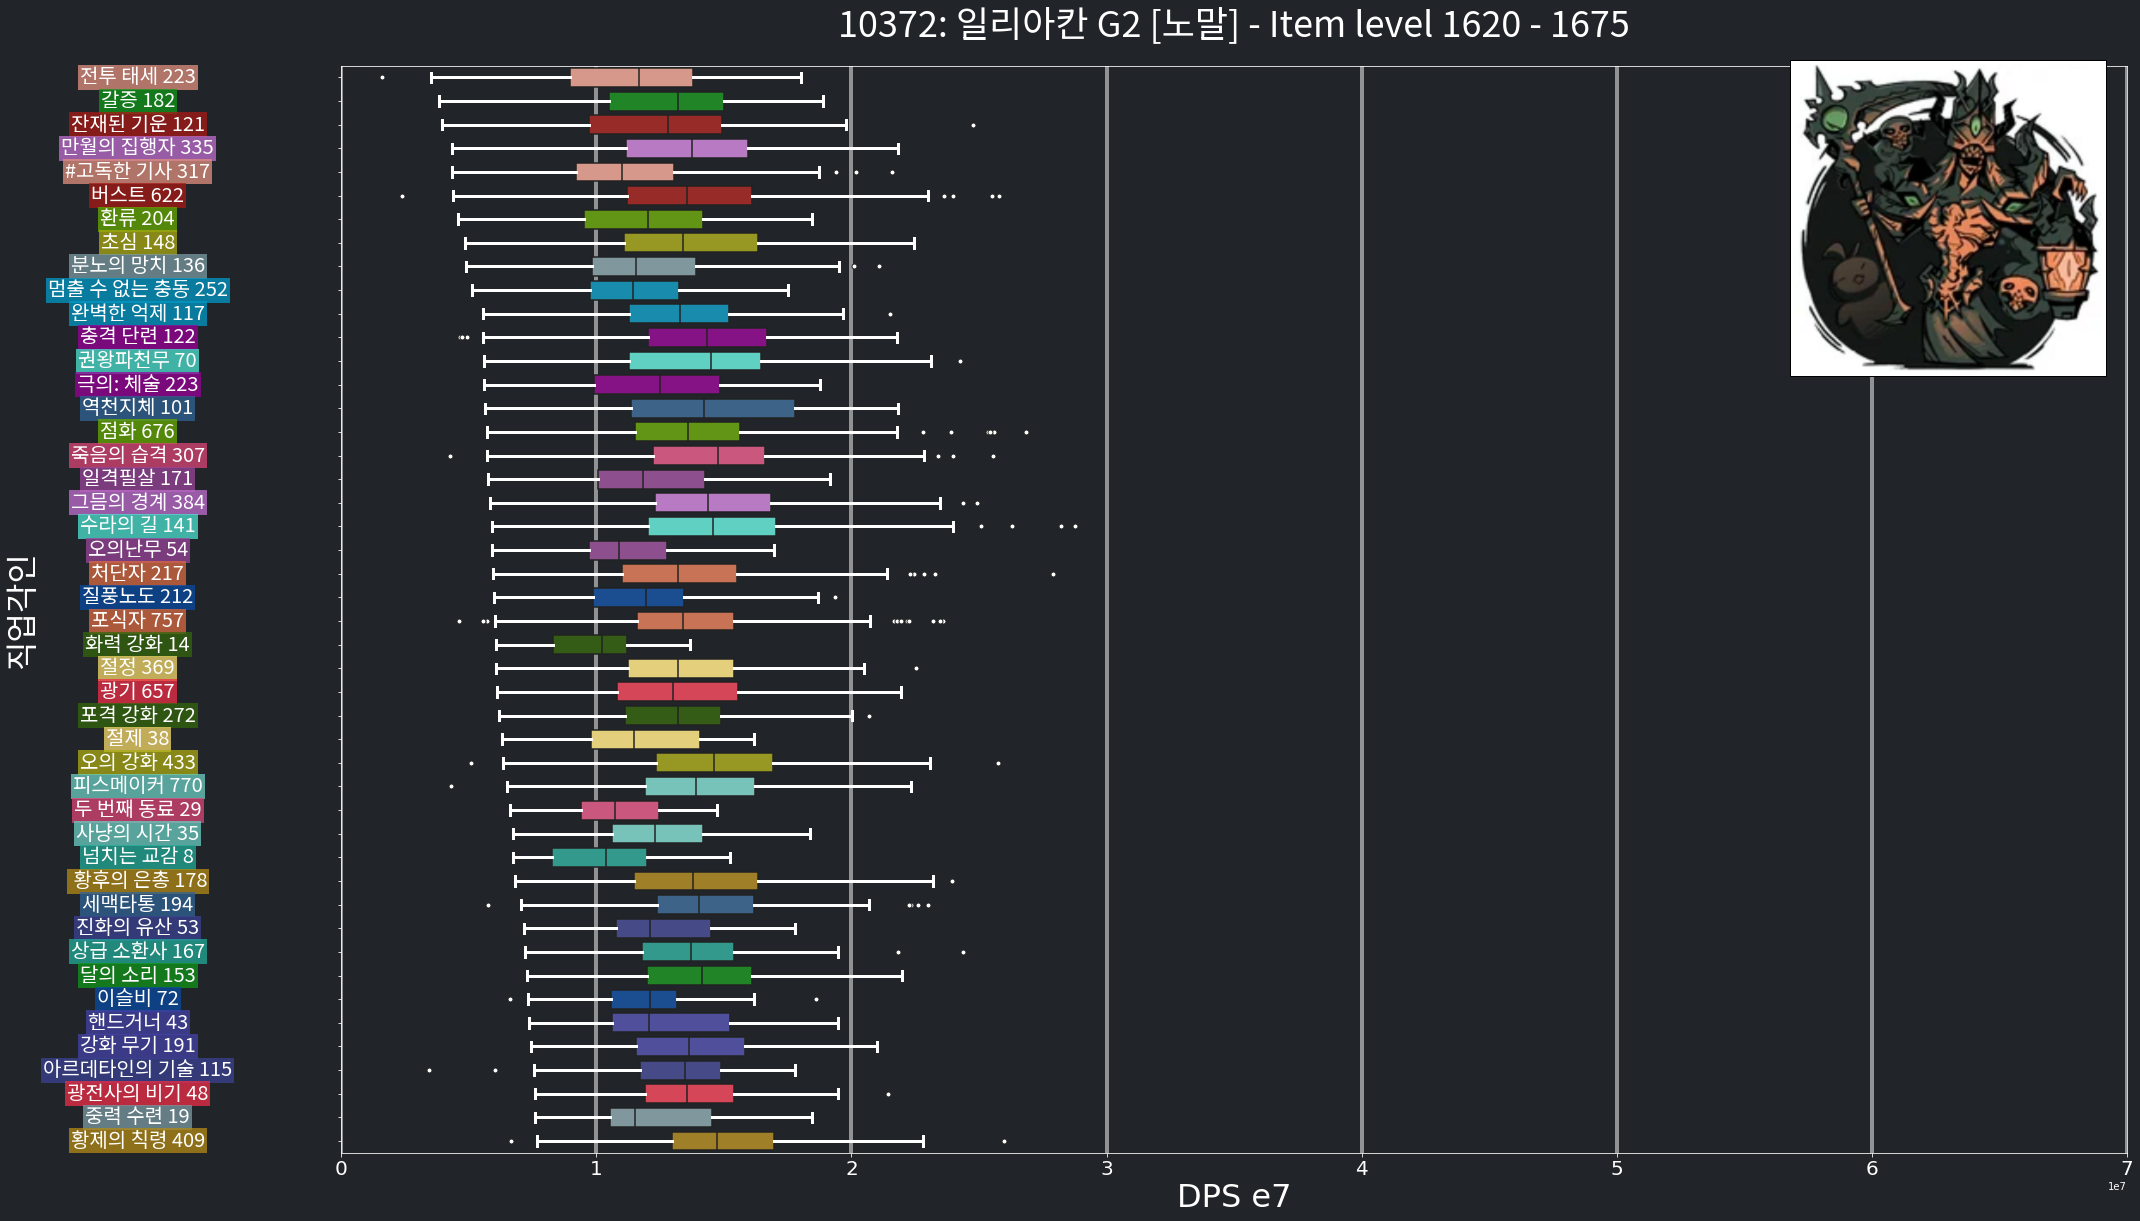 10372: 일리아칸 G2 [노말] - Item level 1620 - 1675
직업각인
전투 태세 223
갈증 182
잔재된 기운 121
만월의 집행자 335
#고독한 기사 317
버스트 622
환류 204
초심 148
분노의 망치 136
멈출 수 없는 충동 252
완벽한 억제 117
충격 단련 122
권왕파천무 70
극의: 체술 223
역천지체 101
점화 676
죽음의 습격 307
일격필살 171
그믐의 경계 384
수라의 길 141
오의난무 54
처단자 217
질풍노도 212
포식자 757
화력 강화 14
절정 369
광기 657
포격 강화 272
절제 38
오의 강화 433
피스메이커 770
두 번째 동료 29
사냥의 시간 35
넘치는 교감 8
황후의 은총 178
세맥타통 194
진화의 유산 53
상급 소환사 167
달의 소리 153
이슬비 72
핸드거너 43
강화 무기 191
아르데타인의 기술 115
광전사의 비기 48
중력 수련 19
황제의 칙령 409
0 1 2 3 4 5 6 7
1e7
DPS e7